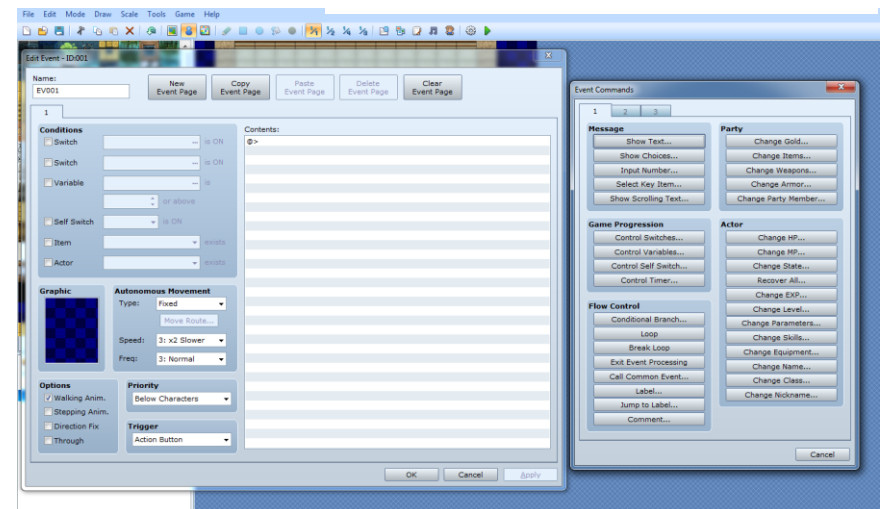 File Edit Mode Draw Scale Tools Game Help
1/1 1/2 1/4 1/8
Edit Event - ID:001
Name:
EV001
New Event Page
Copy Event Page
Paste Event Page
Delete Event Page
Clear Event Page
1
Conditions
Switch ... is ON
Switch ... is ON
Variable ... is
or above
Self Switch is ON
Item exists
Actor exists
Graphic
Autonomous Movement
Type: Fixed
Move Route...
Speed: 3: x2 Slower
Freq: 3: Normal
Options
Walking Anim.
Stepping Anim.
Direction Fix
Through
Priority
Below Characters
Trigger
Action Button
Contents:
@>
OK Cancel Apply
Event Commands
1 2 3
Message
Show Text...
Show Choices...
Input Number...
Select Key Item...
Show Scrolling Text...
Game Progression
Control Switches...
Control Variables...
Control Self Switch...
Control Timer...
Flow Control
Conditional Branch...
Loop
Break Loop
Exit Event Processing
Call Common Event...
Label...
Jump to Label...
Comment...
Party
Change Gold...
Change Items...
Change Weapons...
Change Armor...
Change Party Member...
Actor
Change HP...
Change MP...
Change State...
Recover All...
Change EXP...
Change Level...
Change Parameters...
Change Skills...
Change Equipment...
Change Name...
Change Class...
Change Nickname...
Cancel